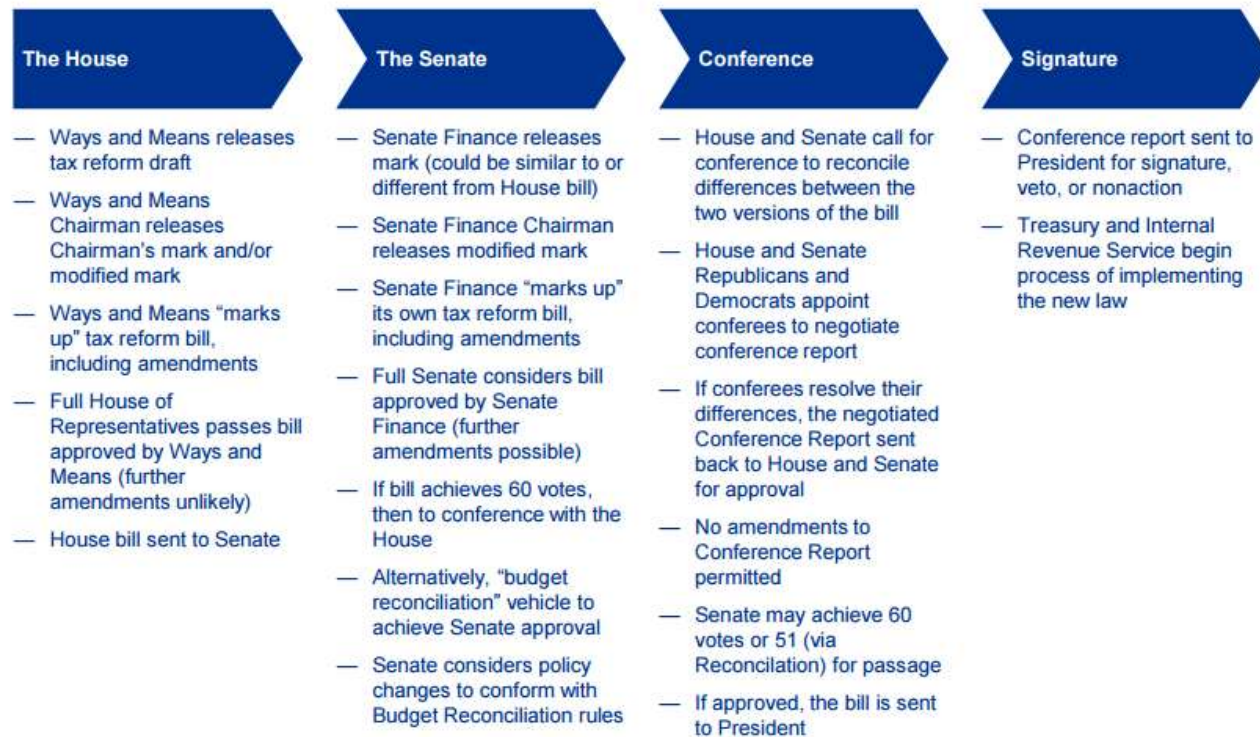 The House
— Ways and Means releases
tax reform draft
— Ways and Means
Chairman releases
Chairman's mark and/or
modified mark
— Ways and Means “marks
up” tax reform bill,
including amendments
— Full House of
Representatives passes bill
approved by Ways and
Means (further
amendments unlikely)
— House bill sent to Senate
The Senate
— Senate Finance releases
mark (could be similar to or
different from House bill)
— Senate Finance Chairman
releases modified mark
— Senate Finance “marks up”
its own tax reform bill,
including amendments
— Full Senate considers bill
approved by Senate
Finance (further
amendments possible)
— If bill achieves 60 votes,
then to conference with the
House
— Alternatively, “budget
reconciliation” vehicle to
achieve Senate approval
— Senate considers policy
changes to conform with
Budget Reconciliation rules
Conference
— House and Senate call for
conference to reconcile
differences between the
two versions of the bill
— House and Senate
Republicans and
Democrats appoint
conferees to negotiate
conference report
— If conferees resolve their
differences, the negotiated
Conference Report sent
back to House and Senate
for approval
— No amendments to
Conference Report
permitted
— Senate may achieve 60
votes or 51 (via
Reconcilation) for passage
— If approved, the bill is sent
to President
Signature
— Conference report sent to
President for signature,
veto, or nonaction
— Treasury and Internal
Revenue Service begin
process of implementing
the new law